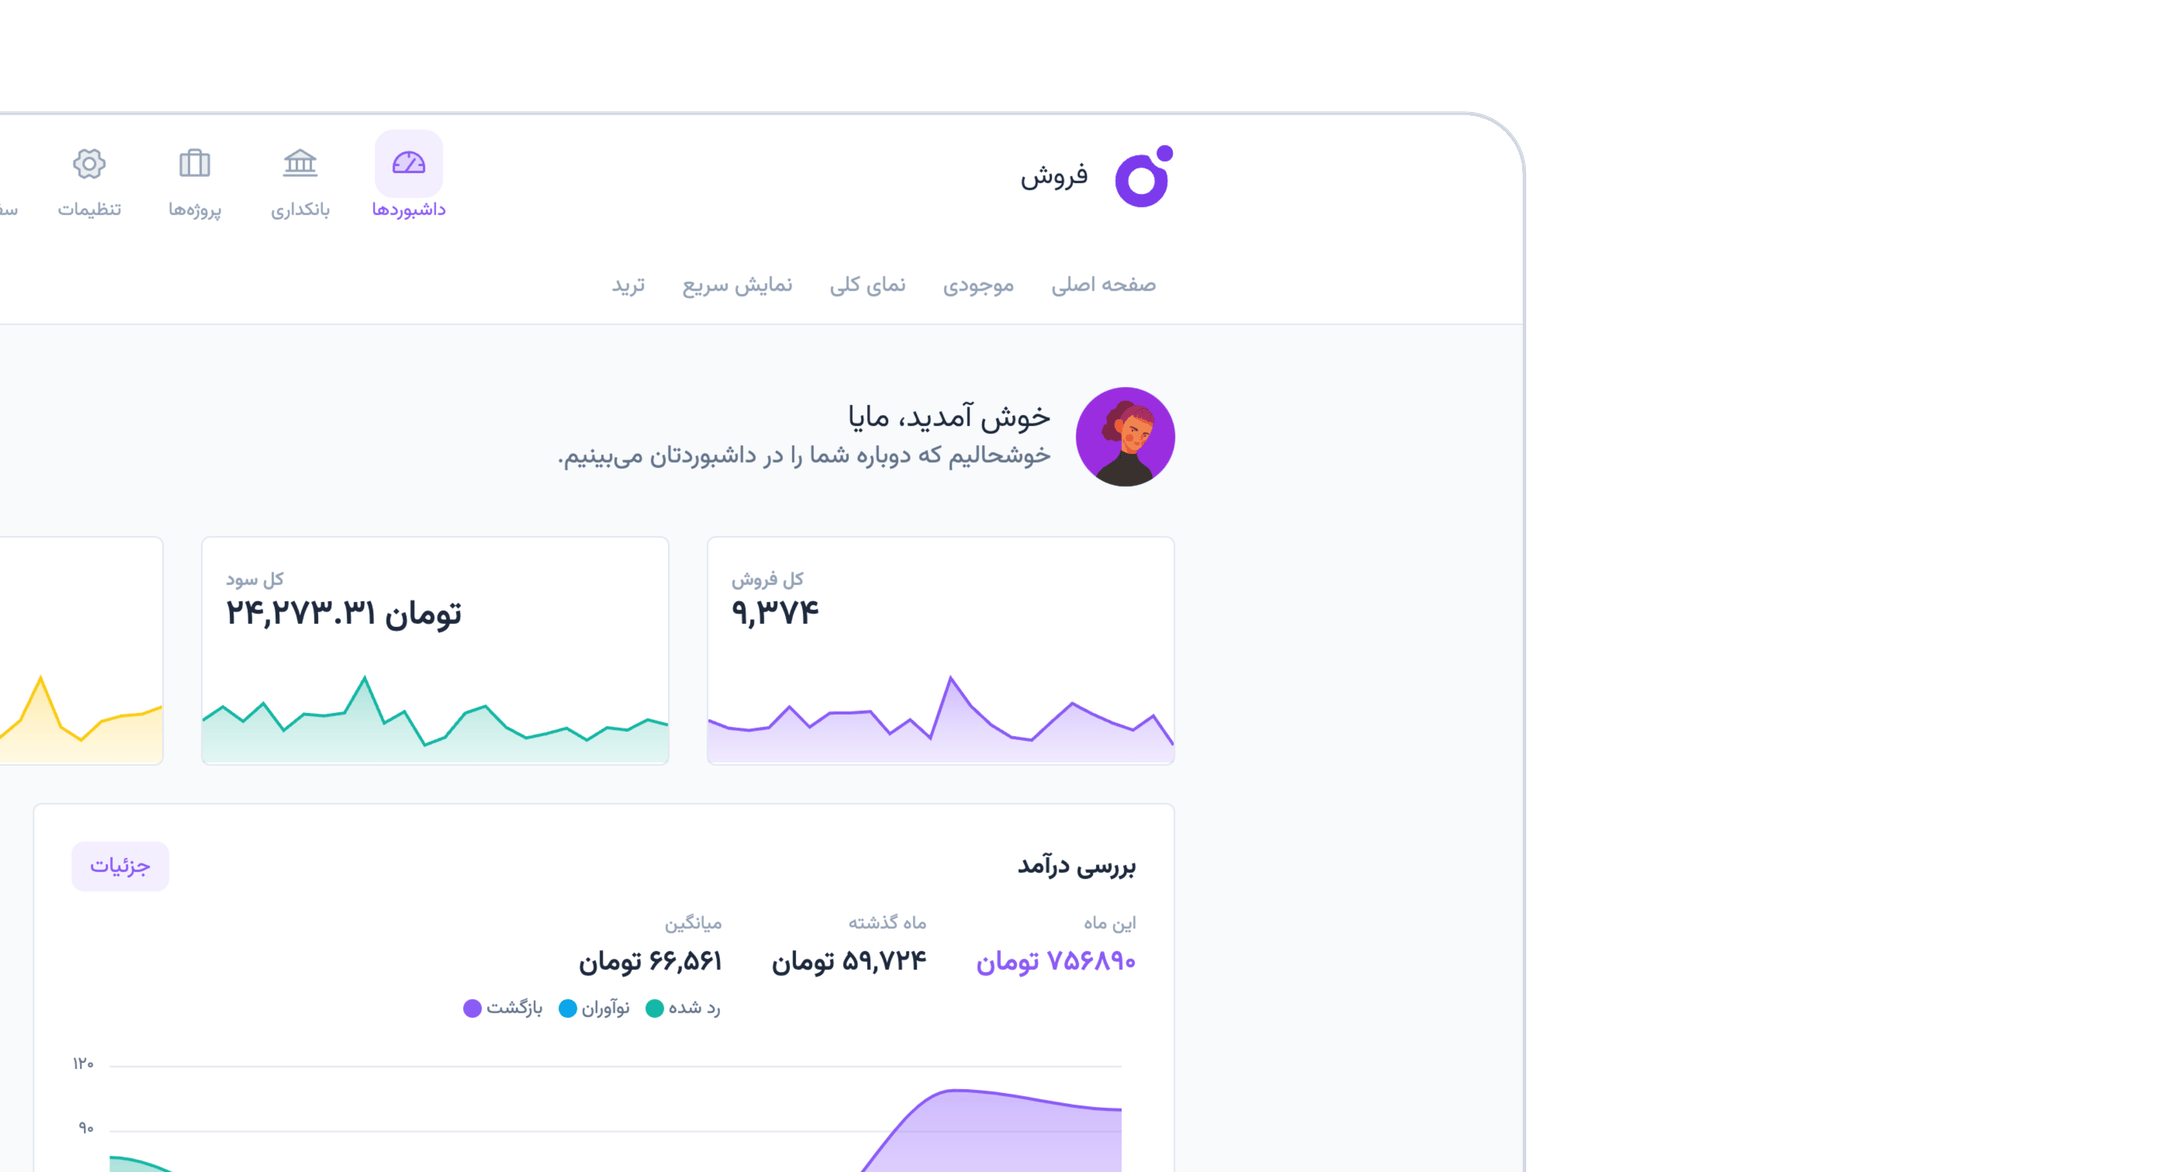 فروش
داشبوردها
بانکداری
پروژه‌ها
تنظیمات
صفحه اصلی
موجودی
نمای کلی
نمایش سریع
ترید
خوش آمدید، مایا
خوشحالیم که دوباره شما را در داشبوردتان می‌بینیم.
کل فروش
۹,۳۷۴
کل سود
تومان ۲۴,۲۷۳.۳۱
بررسی درآمد
جزئیات
این ماه
ماه گذشته
میانگین
۷۵۶۸۹۰ تومان
۵۹,۷۲۴ تومان
۶۶,۵۶۱ تومان
رد شده
نوآوران
بازگشت
۱۲۰
۹۰